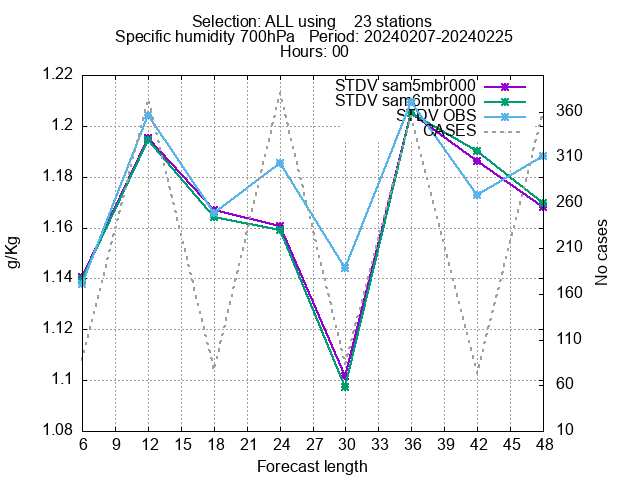 Selection: ALL using    23 stations
Specific humidity 700hPa   Period: 20240207-20240225
Hours: 00
STDV sam5mbr000
STDV sam6mbr000
STDV OBS
CASES
1.22
1.2
1.18
1.16
1.14
1.12
1.1
1.08
g/Kg
360
310
260
210
160
110
60
10
No cases
6 9 12 15 18 21 24 27 30 33 36 39 42 45 48
Forecast length